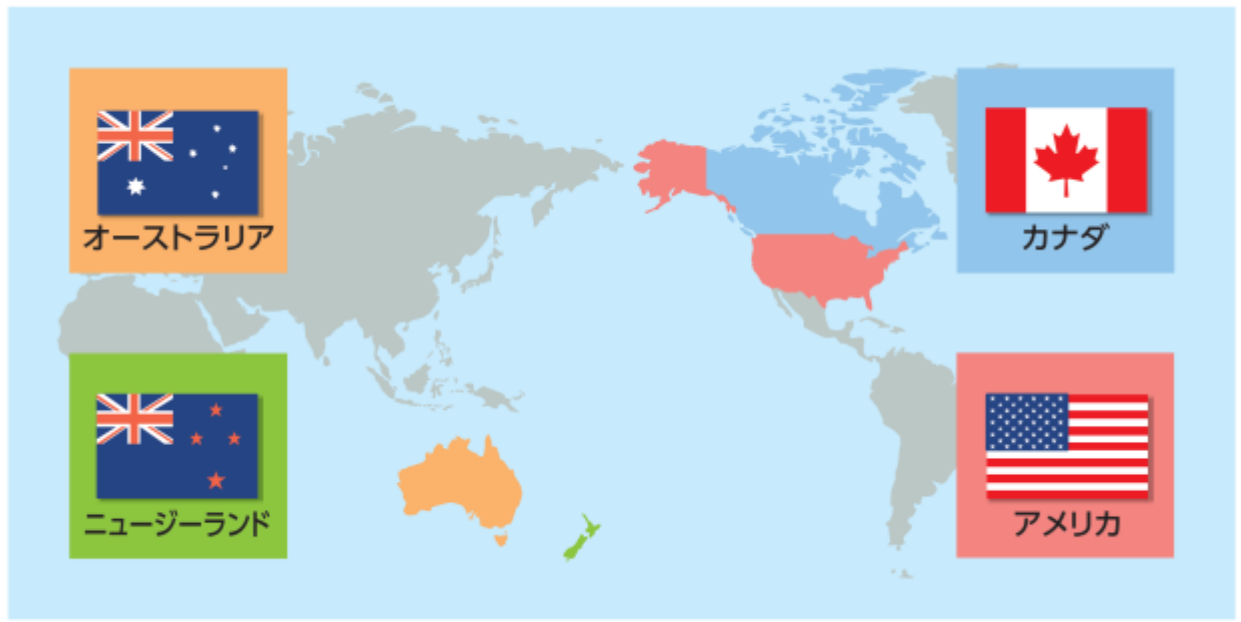 オーストラリア
カナダ
ニュージーランド
アメリカ